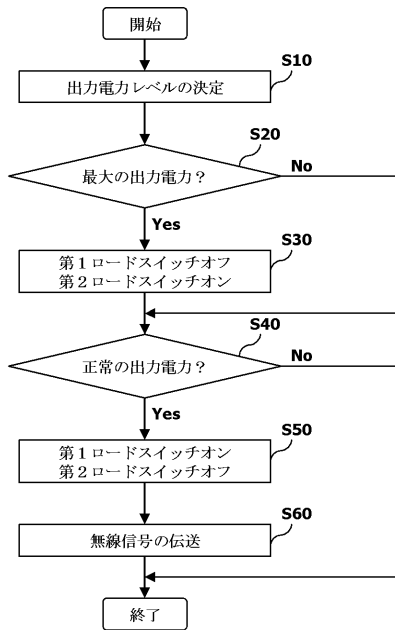 開始
S10
出力電力レベルの決定
S20
最大の出力電力？
No
Yes
S30
第１ロードスイッチオフ
第２ロードスイッチオン
S40
正常の出力電力？
No
Yes
S50
第１ロードスイッチオン
第２ロードスイッチオフ
S60
無線信号の伝送
終了